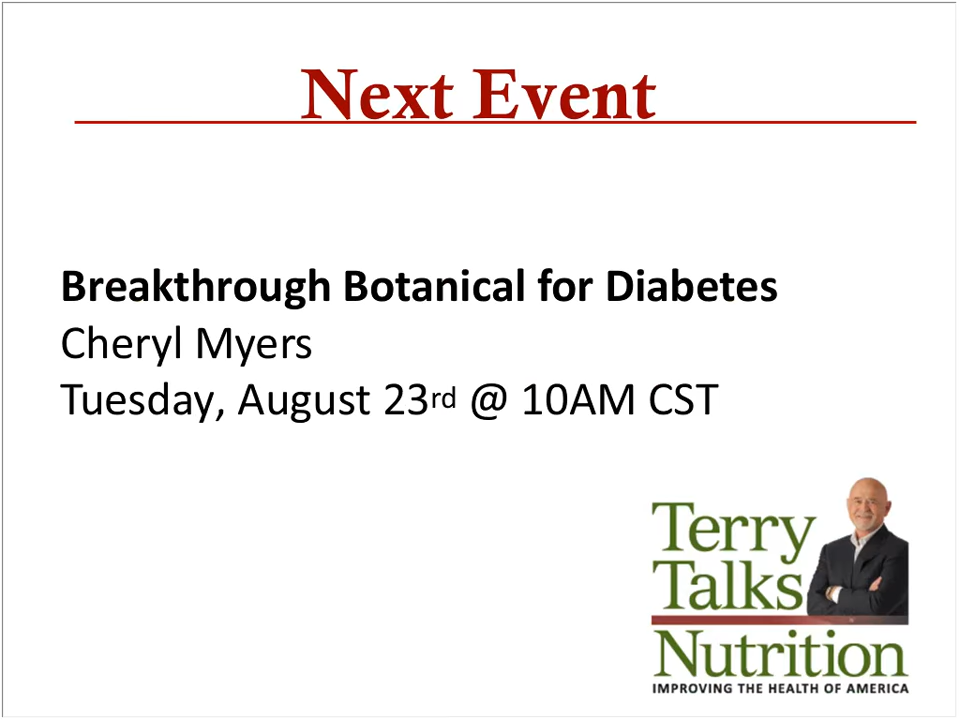 Next Event
Breakthrough Botanical for Diabetes
Cheryl Myers
Tuesday, August 23rd @ 10AM CST
Terry
Talks
Nutrition
IMPROVING THE HEALTH OF AMERICA